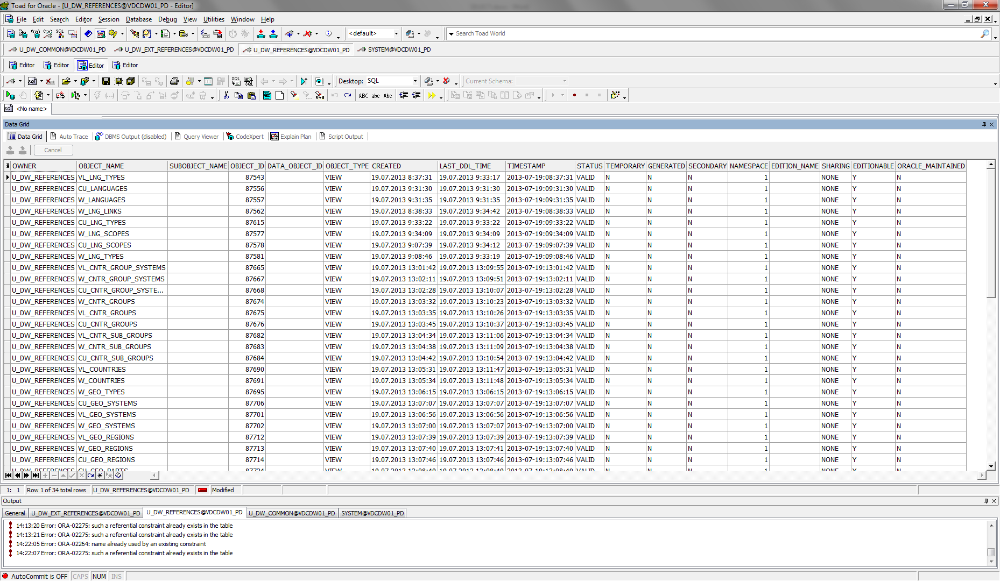 Toad for Oracle - [U_DW_REFERENCES@VDCDW01_PD - Editor]
File Edit Search Editor Session Database Debug View Utilities Window Help
<default> Search Toad World
U_DW_COMMON@VDCDW01_PD U_DW_EXT_REFERENCES@VDCDW01_PD U_DW_REFERENCES@VDCDW01_PD SYSTEM@VDCDW01_PD
Editor Editor Editor Editor
Desktop: SQL Current Schema:
ABC abc Abc
<No name>
Data Grid
Data Grid Auto Trace DBMS Output (disabled) Query Viewer CodeXpert Explain Plan Script Output
Cancel
OWNER OBJECT_NAME SUBOBJECT_NAME OBJECT_ID DATA_OBJECT_ID OBJECT_TYPE CREATED LAST_DDL_TIME TIMESTAMP STATUS TEMPORARY GENERATED SECONDARY NAMESPACE EDITION_NAME SHARING EDITIONABLE ORACLE_MAINTAINED
U_DW_REFERENCES VL_LNG_TYPES 87543 VIEW 19.07.2013 8:37:31 19.07.2013 9:33:17 2013-07-19:08:37:31 VALID N N N 1 NONE Y N
U_DW_REFERENCES CU_LANGUAGES 87556 VIEW 19.07.2013 9:31:30 19.07.2013 9:31:30 2013-07-19:09:31:30 VALID N N N 1 NONE Y N
U_DW_REFERENCES W_LANGUAGES 87557 VIEW 19.07.2013 9:31:35 19.07.2013 9:31:35 2013-07-19:09:31:35 VALID N N N 1 NONE Y N
U_DW_REFERENCES W_LNG_LINKS 87562 VIEW 19.07.2013 8:38:33 19.07.2013 9:34:42 2013-07-19:08:38:33 VALID N N N 1 NONE Y N
U_DW_REFERENCES CU_LNG_TYPES 87615 VIEW 19.07.2013 9:33:22 19.07.2013 9:33:22 2013-07-19:09:33:22 VALID N N N 1 NONE Y N
U_DW_REFERENCES W_LNG_SCOPES 87577 VIEW 19.07.2013 9:34:09 19.07.2013 9:34:09 2013-07-19:09:34:09 VALID N N N 1 NONE Y N
U_DW_REFERENCES CU_LNG_SCOPES 87578 VIEW 19.07.2013 9:07:39 19.07.2013 9:34:12 2013-07-19:09:07:39 VALID N N N 1 NONE Y N
U_DW_REFERENCES W_LNG_TYPES 87581 VIEW 19.07.2013 9:08:46 19.07.2013 9:33:19 2013-07-19:09:08:46 VALID N N N 1 NONE Y N
U_DW_REFERENCES VL_CNTR_GROUP_SYSTEMS 87665 VIEW 19.07.2013 13:01:42 19.07.2013 13:09:55 2013-07-19:13:01:42 VALID N N N 1 NONE Y N
U_DW_REFERENCES W_CNTR_GROUP_SYSTEMS 87667 VIEW 19.07.2013 13:02:11 19.07.2013 13:09:51 2013-07-19:13:02:11 VALID N N N 1 NONE Y N
U_DW_REFERENCES CU_CNTR_GROUP_SYSTE... 87668 VIEW 19.07.2013 13:02:28 19.07.2013 13:10:07 2013-07-19:13:02:28 VALID N N N 1 NONE Y N
U_DW_REFERENCES W_CNTR_GROUPS 87674 VIEW 19.07.2013 13:03:32 19.07.2013 13:10:23 2013-07-19:13:03:32 VALID N N N 1 NONE Y N
U_DW_REFERENCES VL_CNTR_GROUPS 87675 VIEW 19.07.2013 13:03:35 19.07.2013 13:10:26 2013-07-19:13:03:35 VALID N N N 1 NONE Y N
U_DW_REFERENCES CU_CNTR_GROUPS 87676 VIEW 19.07.2013 13:03:45 19.07.2013 13:10:37 2013-07-19:13:03:45 VALID N N N 1 NONE Y N
U_DW_REFERENCES VL_CNTR_SUB_GROUPS 87682 VIEW 19.07.2013 13:04:34 19.07.2013 13:11:06 2013-07-19:13:04:34 VALID N N N 1 NONE Y N
U_DW_REFERENCES W_CNTR_SUB_GROUPS 87683 VIEW 19.07.2013 13:04:38 19.07.2013 13:11:09 2013-07-19:13:04:38 VALID N N N 1 NONE Y N
U_DW_REFERENCES CU_CNTR_SUB_GROUPS 87684 VIEW 19.07.2013 13:04:42 19.07.2013 13:10:54 2013-07-19:13:04:42 VALID N N N 1 NONE Y N
U_DW_REFERENCES VL_COUNTRIES 87690 VIEW 19.07.2013 13:05:31 19.07.2013 13:11:47 2013-07-19:13:05:31 VALID N N N 1 NONE Y N
U_DW_REFERENCES W_COUNTRIES 87691 VIEW 19.07.2013 13:05:34 19.07.2013 13:11:48 2013-07-19:13:05:34 VALID N N N 1 NONE Y N
U_DW_REFERENCES W_GEO_TYPES 87695 VIEW 19.07.2013 13:06:15 19.07.2013 13:06:15 2013-07-19:13:06:15 VALID N N N 1 NONE Y N
U_DW_REFERENCES CU_GEO_SYSTEMS 87706 VIEW 19.07.2013 13:07:07 19.07.2013 13:07:07 2013-07-19:13:07:07 VALID N N N 1 NONE Y N
U_DW_REFERENCES VL_GEO_SYSTEMS 87701 VIEW 19.07.2013 13:06:56 19.07.2013 13:06:56 2013-07-19:13:06:56 VALID N N N 1 NONE Y N
U_DW_REFERENCES W_GEO_SYSTEMS 87702 VIEW 19.07.2013 13:07:00 19.07.2013 13:07:07 2013-07-19:13:07:00 VALID N N N 1 NONE Y N
U_DW_REFERENCES VL_GEO_REGIONS 87712 VIEW 19.07.2013 13:07:39 19.07.2013 13:07:39 2013-07-19:13:07:39 VALID N N N 1 NONE Y N
U_DW_REFERENCES W_GEO_REGIONS 87713 VIEW 19.07.2013 13:07:40 19.07.2013 13:07:41 2013-07-19:13:07:40 VALID N N N 1 NONE Y N
U_DW_REFERENCES CU_GEO_REGIONS 87714 VIEW 19.07.2013 13:07:46 19.07.2013 13:07:46 2013-07-19:13:07:46 VALID N N N 1 NONE Y N
1: 1 Row 1 of 34 total rows U_DW_REFERENCES@VDCDW01_PD Modified
Output
General U_DW_EXT_REFERENCES@VDCDW01_PD U_DW_REFERENCES@VDCDW01_PD U_DW_COMMON@VDCDW01_PD SYSTEM@VDCDW01_PD
14:13:20 Error: ORA-02275: such a referential constraint already exists in the table
14:13:21 Error: ORA-02275: such a referential constraint already exists in the table
14:22:05 Error: ORA-02264: name already used by an existing constraint
14:22:07 Error: ORA-02275: such a referential constraint already exists in the table
AutoCommit is OFF CAPS NUM INS